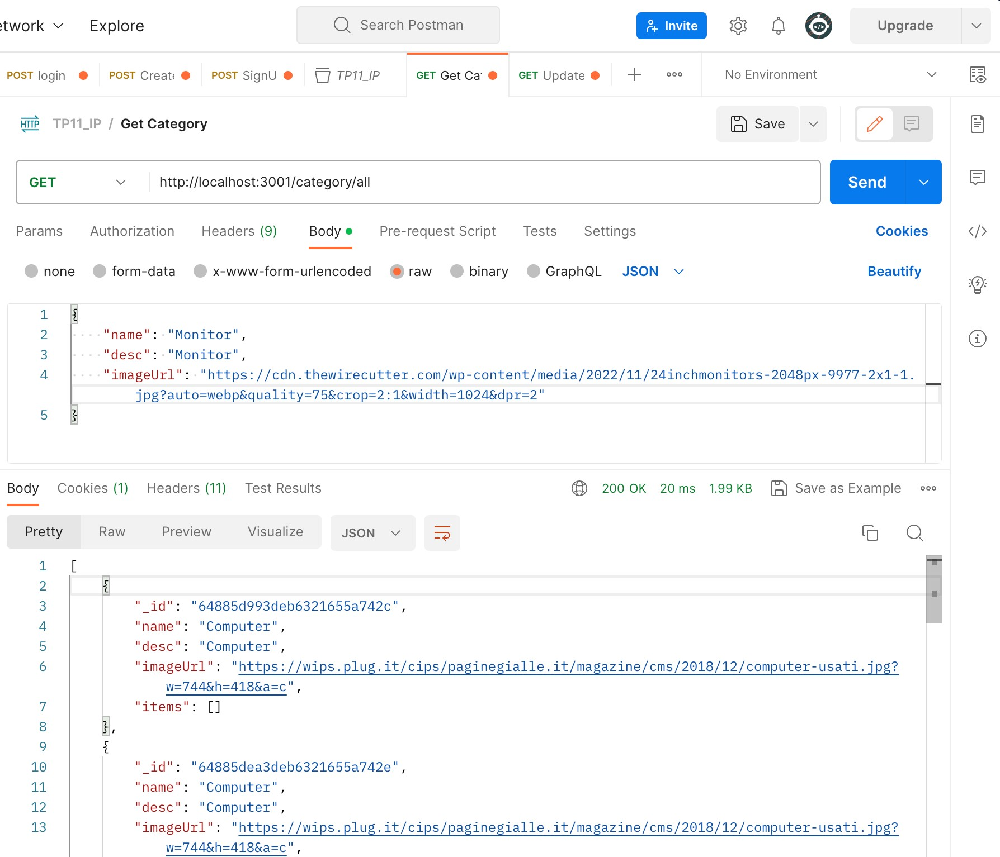 etwork Explore Search Postman Invite Upgrade
POST login POST Create POST SignU TP11_IP GET Get Ca GET Update No Environment
HTTP TP11_IP / Get Category Save
GET http://localhost:3001/category/all Send
Params Authorization Headers (9) Body Pre-request Script Tests Settings Cookies
none form-data x-www-form-urlencoded raw binary GraphQL JSON Beautify
1 {
2 "name": "Monitor",
3 "desc": "Monitor",
4 "imageUrl": "https://cdn.thewirecutter.com/wp-content/media/2022/11/24inchmonitors-2048px-9977-2x1-1.
jpg?auto=webp&quality=75&crop=2:1&width=1024&dpr=2"
5 }
Body Cookies (1) Headers (11) Test Results 200 OK 20 ms 1.99 KB Save as Example
Pretty Raw Preview Visualize JSON
1 [
2 {
3 "_id": "64885d993deb6321655a742c",
4 "name": "Computer",
5 "desc": "Computer",
6 "imageUrl": "https://wips.plug.it/cips/paginegialle.it/magazine/cms/2018/12/computer-usati.jpg?
w=744&h=418&a=c",
7 "items": []
8 },
9 {
10 "_id": "64885dea3deb6321655a742e",
11 "name": "Computer",
12 "desc": "Computer",
13 "imageUrl": "https://wips.plug.it/cips/paginegialle.it/magazine/cms/2018/12/computer-usati.jpg?
w=744&h=418&a=c",